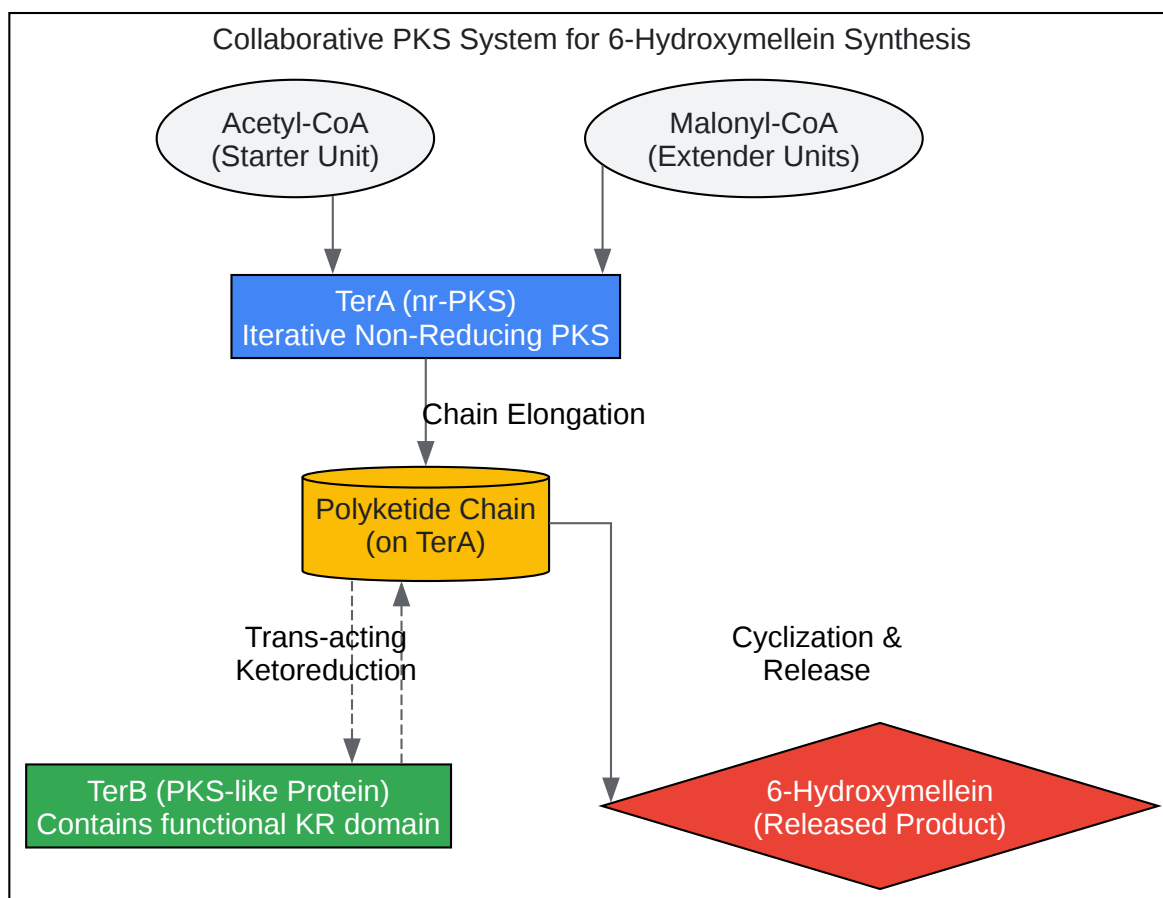 Collaborative PKS System for 6-Hydroxymellein Synthesis
Acetyl-CoA
(Starter Unit)
Malonyl-CoA
(Extender Units)
TerA (nr-PKS)
Iterative Non-Reducing PKS
Chain Elongation
Polyketide Chain
(on TerA)
Trans-acting
Ketoreduction
Cyclization &
Release
TerB (PKS-like Protein)
Contains functional KR domain
6-Hydroxymellein
(Released Product)